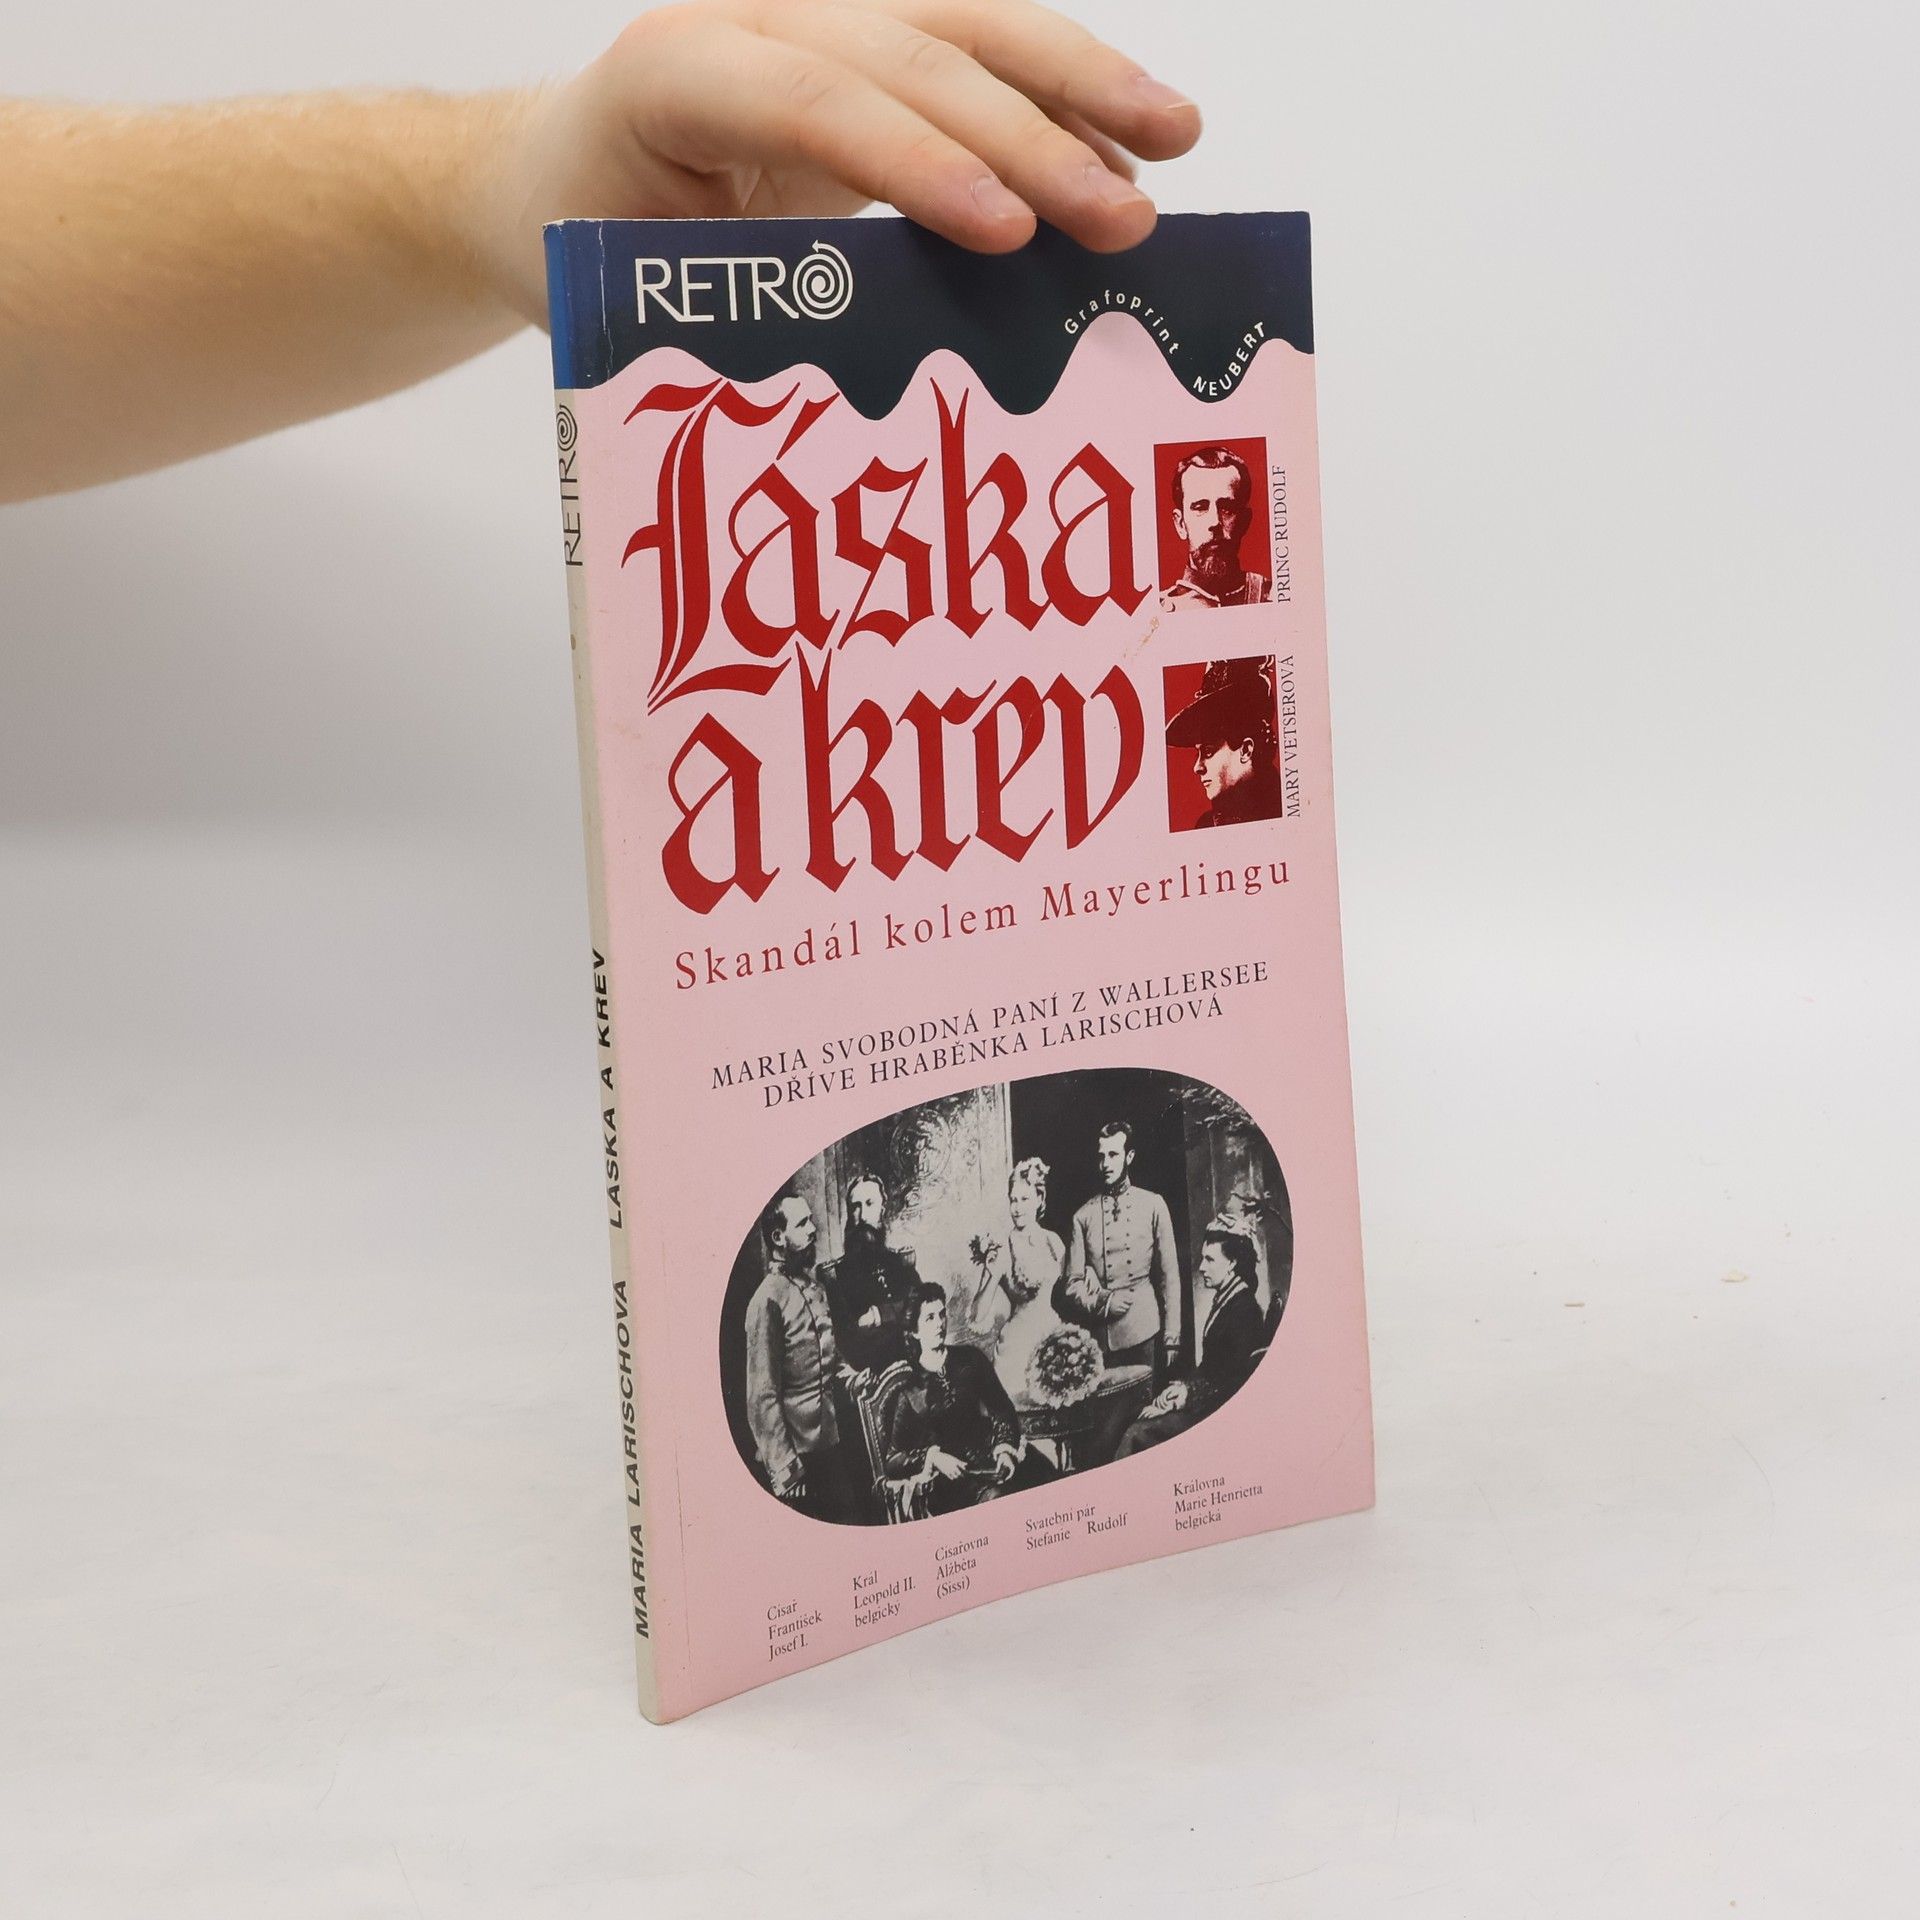 RETRO
Grafoprint
NEUBERT
Láska
a krev
PRINC RUDOLF
MARY VETSEROVÁ
Skandál kolem Mayerlingu
MARIA SVOBODNÁ PANÍ Z WALLERSEE
DŘÍVE HRABĚNKA LARISCHOVÁ
Císař
František
Josef I.
Král
Leopold II.
belgický
Císařovna
Alžběta
(Sissi)
Svatební pár
Stefanie Rudolf
Královna
Marie Henrietta
belgická
MARIA LARISCHOVÁ LÁSKA A KREV • RETRO